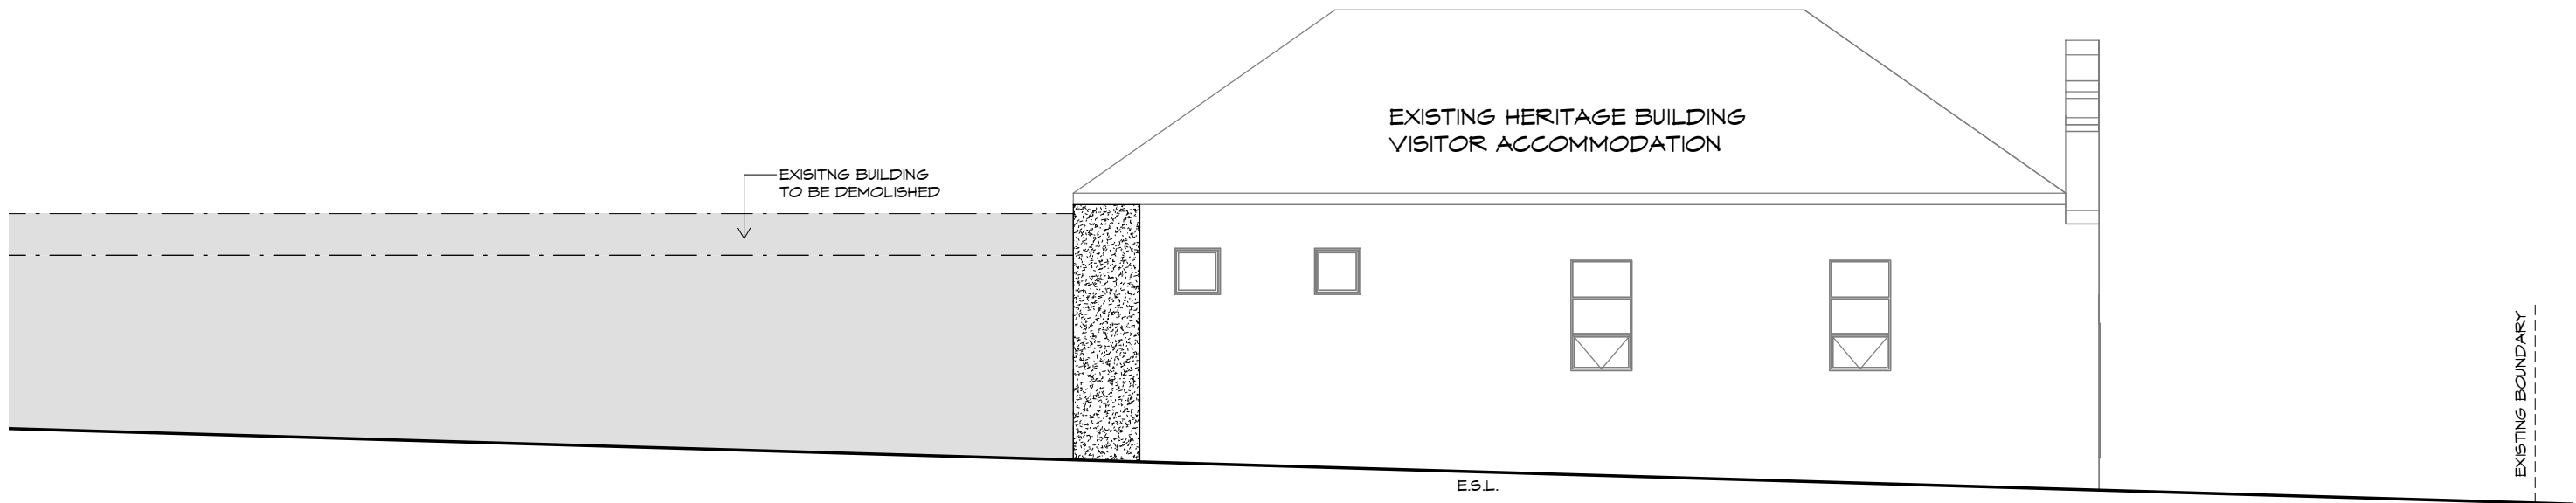 EXISTING HERITAGE BUILDING
VISITOR ACCOMMODATION
EXISITNG BUILDING
TO BE DEMOLISHED
EXISTING BOUNDARY
E.S.L.